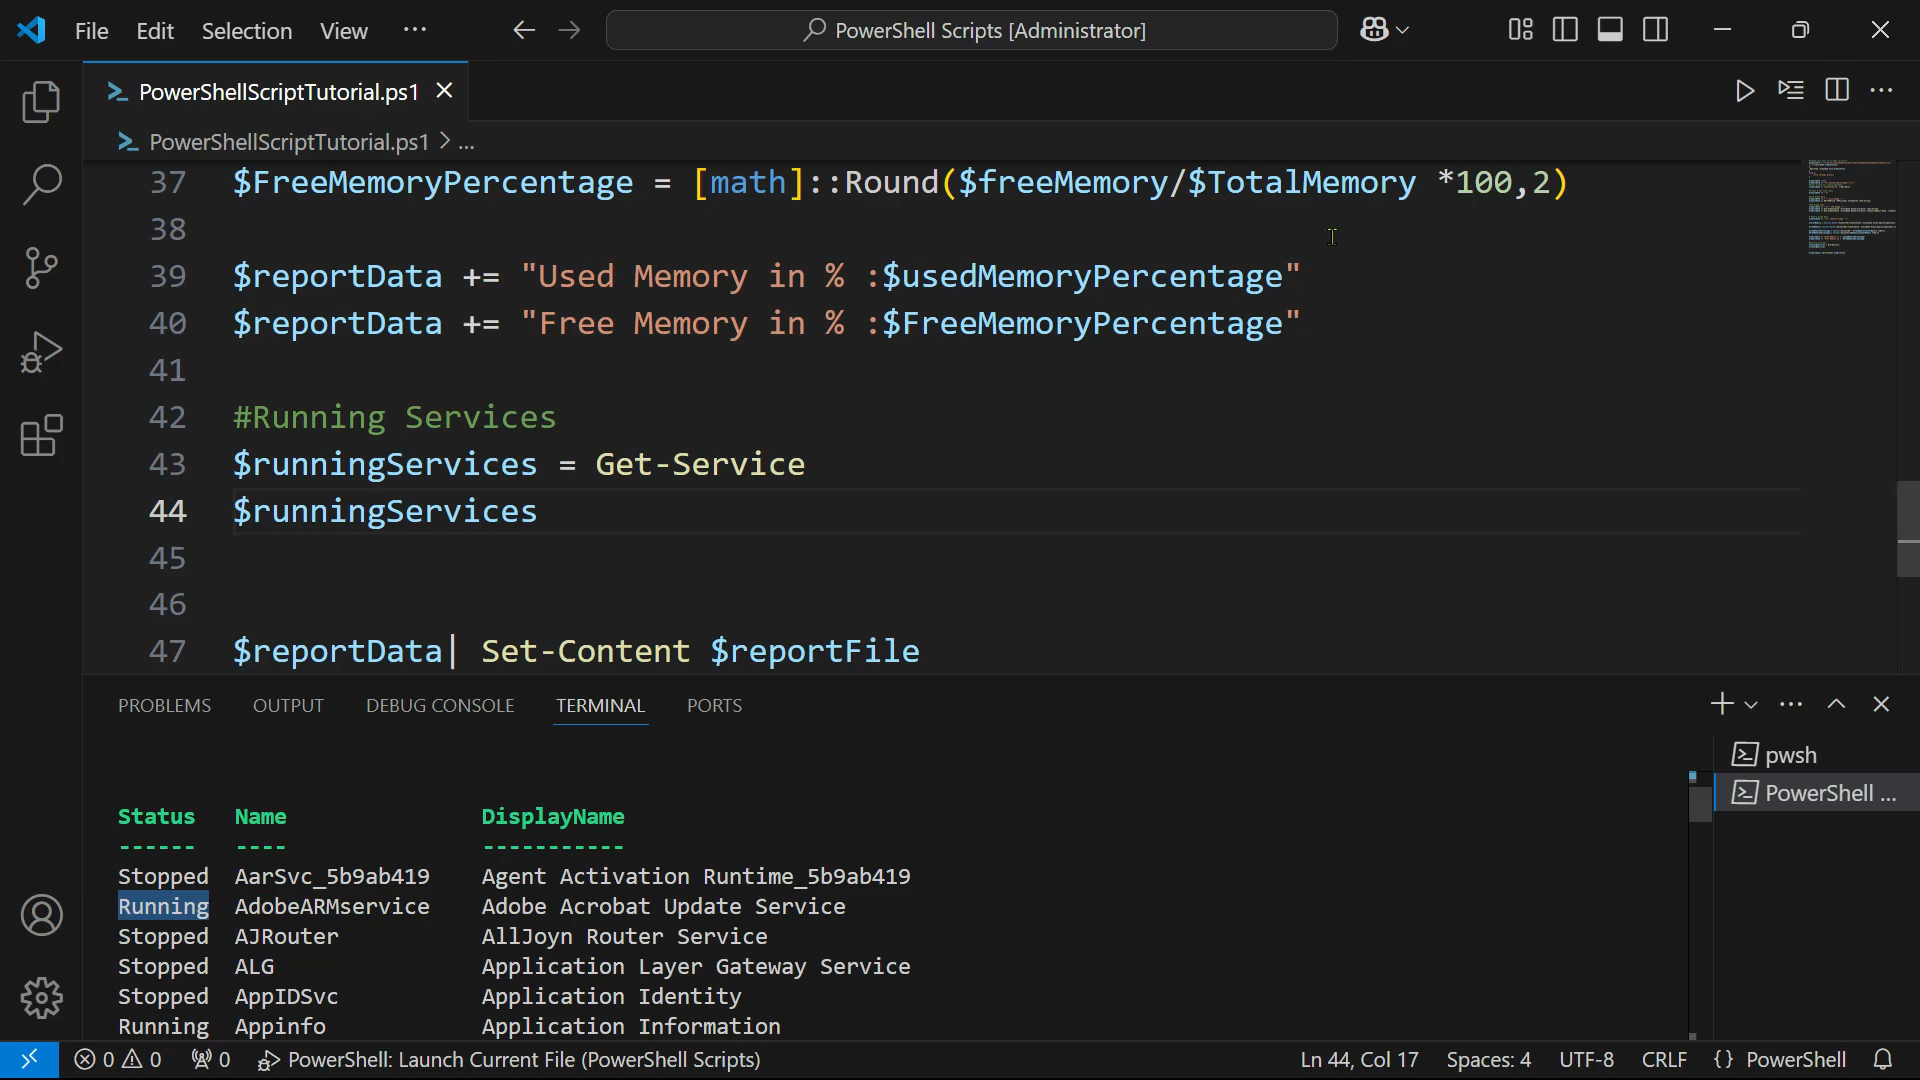 File Edit Selection View ··· PowerShell Scripts [Administrator]
PowerShellScriptTutorial.ps1
PowerShellScriptTutorial.ps1 > ...
37 $FreeMemoryPercentage = [math]::Round($freeMemory/$TotalMemory *100,2)
38
39 $reportData += "Used Memory in % :$usedMemoryPercentage"
40 $reportData += "Free Memory in % :$FreeMemoryPercentage"
41
42 #Running Services
43 $runningServices = Get-Service
44 $runningServices
45
46
47 $reportData| Set-Content $reportFile
PROBLEMS OUTPUT DEBUG CONSOLE TERMINAL PORTS
pwsh
PowerShell ...
Status Name DisplayName
------ ---- -----------
Stopped AarSvc_5b9ab419 Agent Activation Runtime_5b9ab419
Running AdobeARMservice Adobe Acrobat Update Service
Stopped AJRouter AllJoyn Router Service
Stopped ALG Application Layer Gateway Service
Stopped AppIDSvc Application Identity
Running Appinfo Application Information
0 0 0 PowerShell: Launch Current File (PowerShell Scripts) Ln 44, Col 17 Spaces: 4 UTF-8 CRLF {} PowerShell